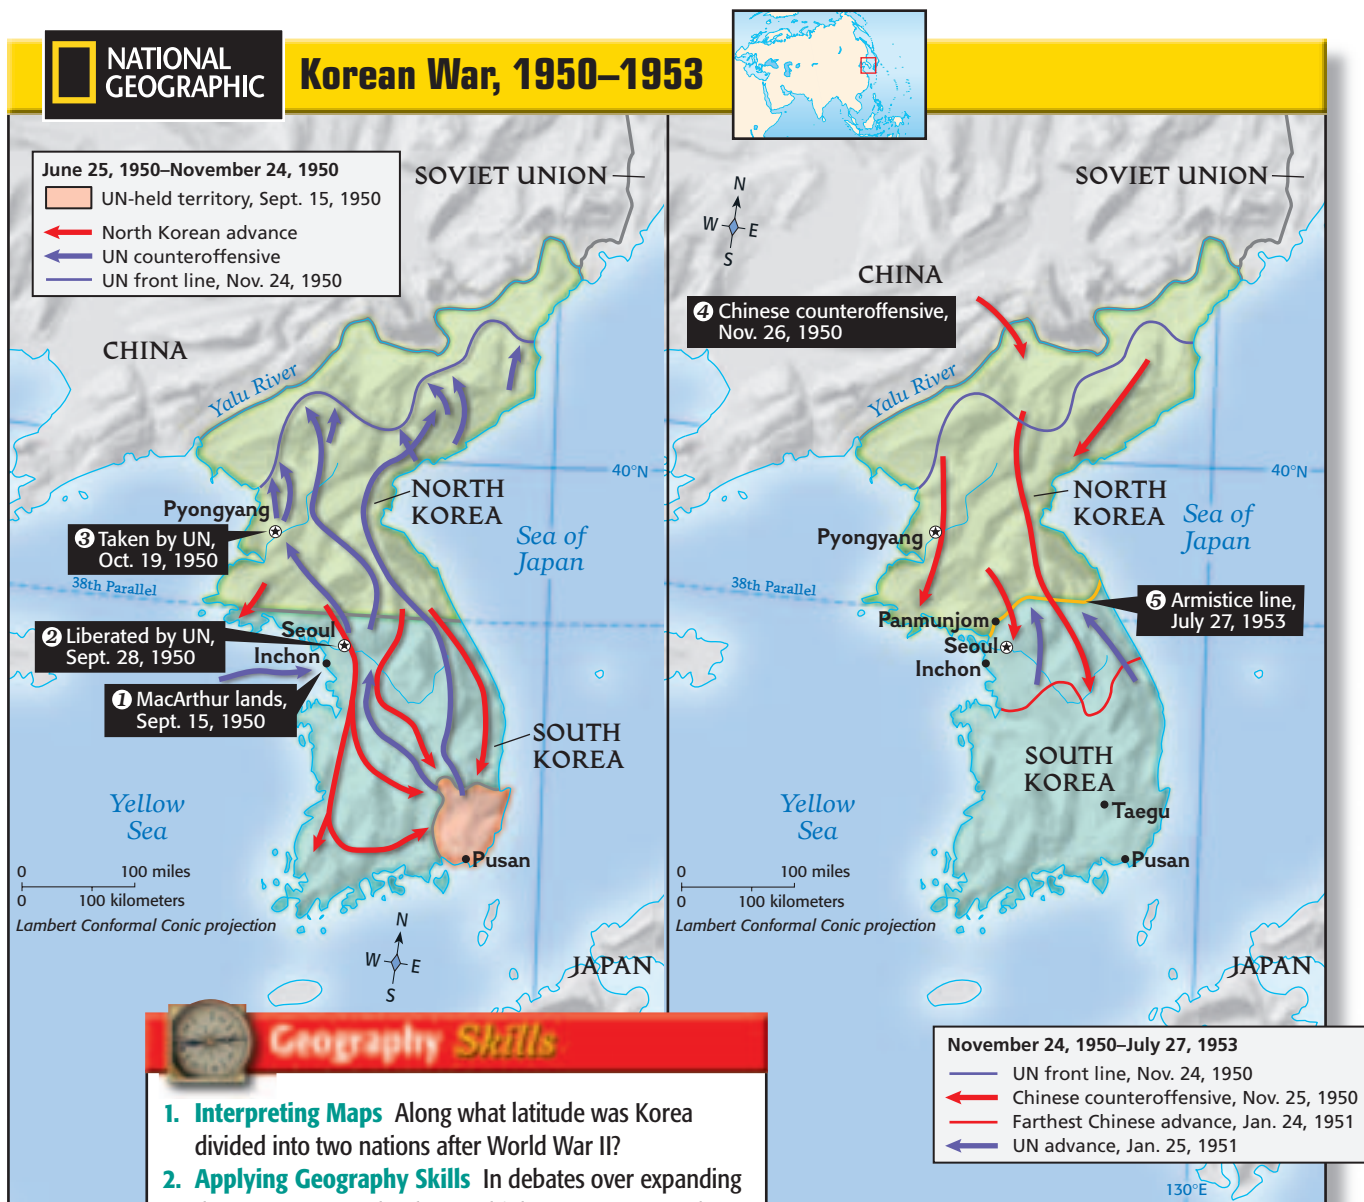 NATIONAL
GEOGRAPHIC
Korean War, 1950–1953
June 25, 1950–November 24, 1950
UN-held territory, Sept. 15, 1950
North Korean advance
UN counteroffensive
UN front line, Nov. 24, 1950
SOVIET UNION
CHINA
Yalu River
40°N
NORTH
KOREA
Pyongyang
❸ Taken by UN,
Oct. 19, 1950
Sea of
Japan
38th Parallel
❷ Liberated by UN,
Sept. 28, 1950
Seoul
Inchon
❶ MacArthur lands,
Sept. 15, 1950
SOUTH
KOREA
Yellow
Sea
Pusan
0 100 miles
0 100 kilometers
Lambert Conformal Conic projection
N
W E
S
JAPAN
SOVIET UNION
N
W E
S
CHINA
❹ Chinese counteroffensive,
Nov. 26, 1950
Yalu River
40°N
NORTH
KOREA
Sea of
Japan
Pyongyang
38th Parallel
❺ Armistice line,
July 27, 1953
Panmunjom
Seoul
Inchon
SOUTH
KOREA
Taegu
Yellow
Sea
Pusan
0 100 miles
0 100 kilometers
Lambert Conformal Conic projection
JAPAN
November 24, 1950–July 27, 1953
UN front line, Nov. 24, 1950
Chinese counteroffensive, Nov. 25, 1950
Farthest Chinese advance, Jan. 24, 1951
UN advance, Jan. 25, 1951
130°E
Geography Skills
1. Interpreting Maps Along what latitude was Korea
divided into two nations after World War II?
2. Applying Geography Skills In debates over expanding